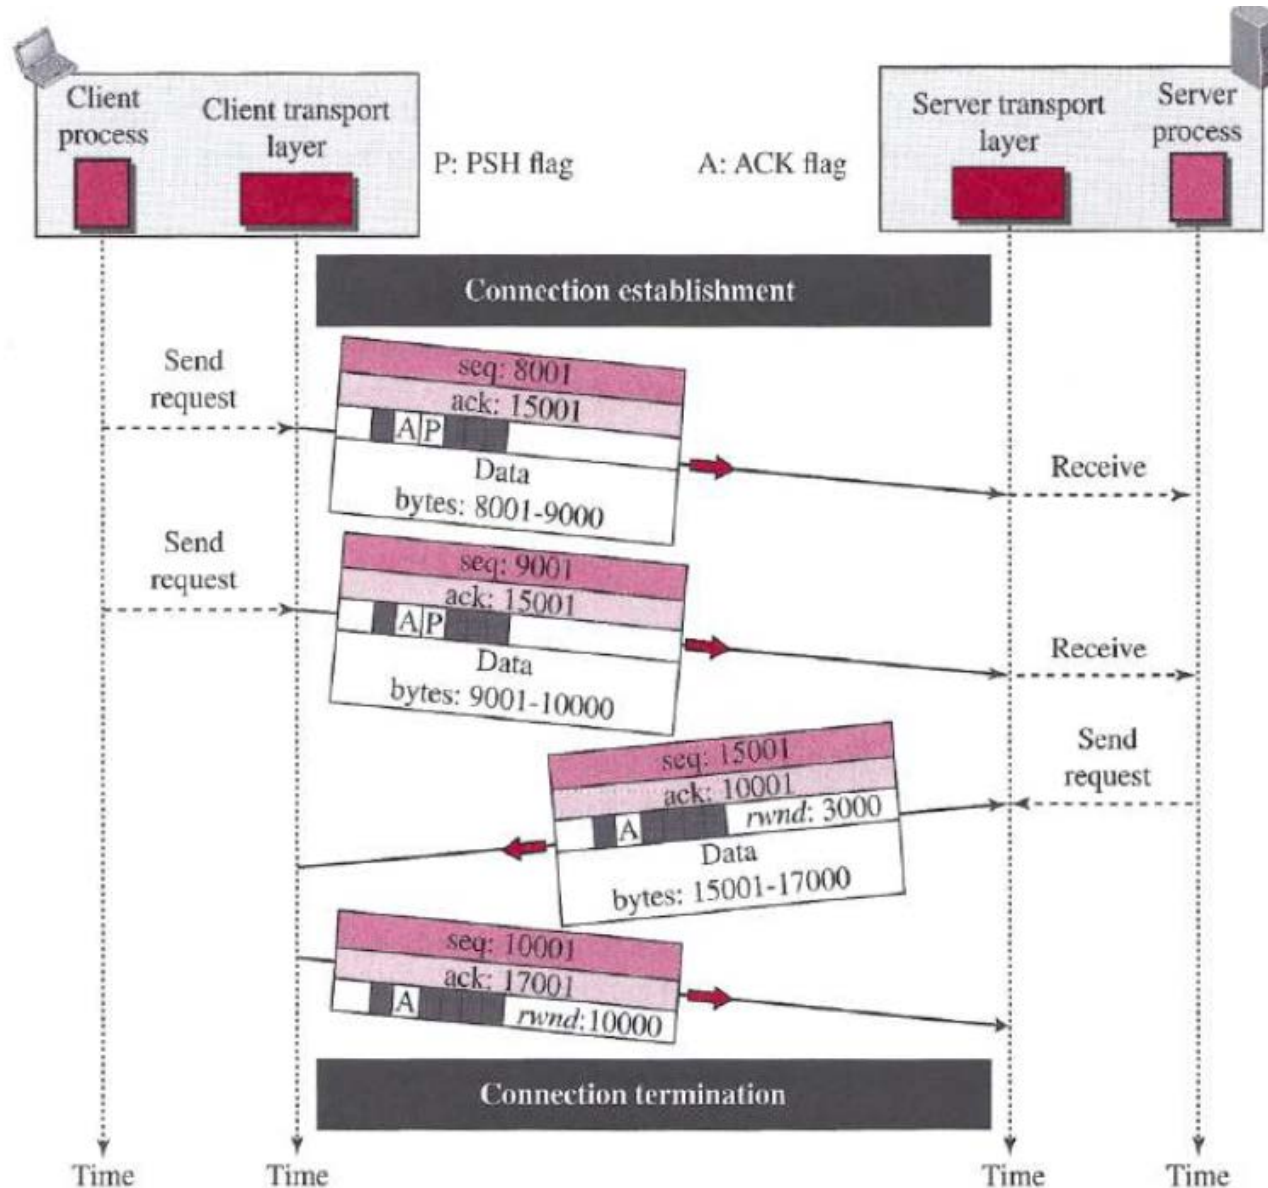 Client
process
Client transport
layer
P: PSH flag
A: ACK flag
Server transport
layer
Server
process
Connection establishment
Send
request
seq: 8001
ack: 15001
A P
Data
bytes: 8001-9000
Receive
Send
request
seq: 9001
ack: 15001
A P
Data
bytes: 9001-10000
Receive
Send
request
seq: 15001
ack: 10001
A rwnd: 3000
Data
bytes: 15001-17000
seq: 10001
ack: 17001
A rwnd:10000
Connection termination
Time
Time
Time
Time